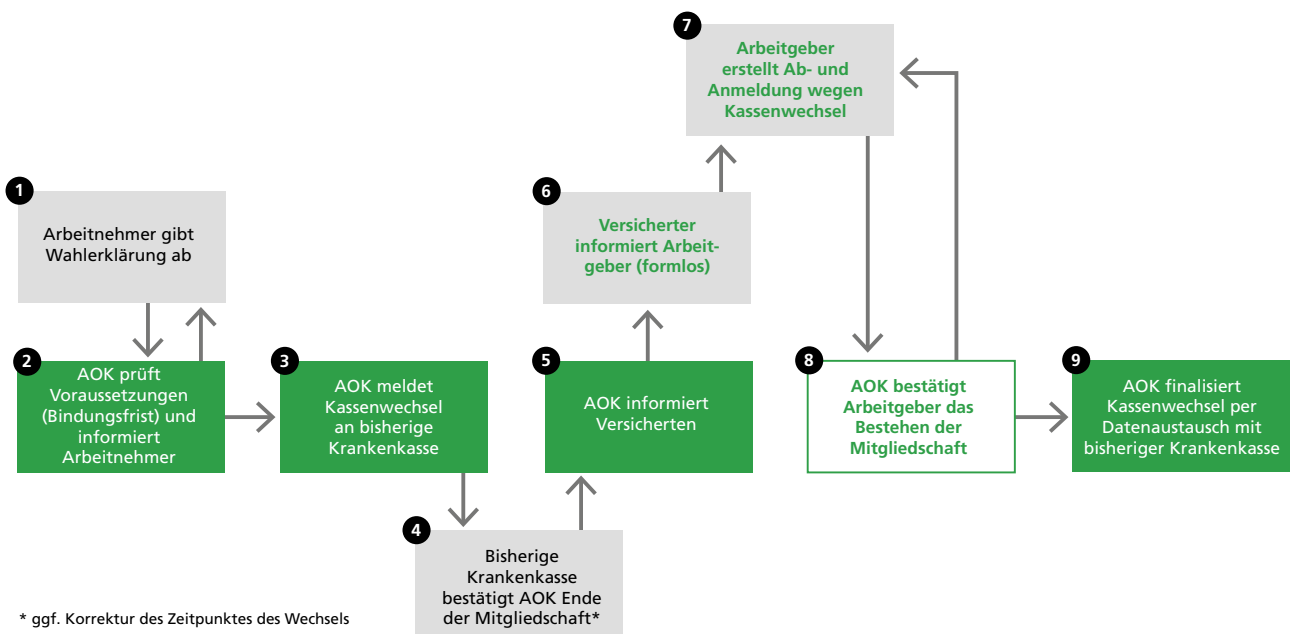 1
Arbeitnehmer gibt
Wahlerklärung ab
2
AOK prüft
Voraussetzungen
(Bindungsfrist) und
informiert
Arbeitnehmer
3
AOK meldet
Kassenwechsel
an bisherige
Krankenkasse
4
Bisherige
Krankenkasse
bestätigt AOK Ende
der Mitgliedschaft*
5
AOK informiert
Versicherten
6
Versicherter
informiert Arbeit-
geber (formlos)
7
Arbeitgeber
erstellt Ab- und
Anmeldung wegen
Kassenwechsel
8
AOK bestätigt
Arbeitgeber das
Bestehen der
Mitgliedschaft
9
AOK finalisiert
Kassenwechsel per
Datenaustausch mit
bisheriger Krankenkasse
* ggf. Korrektur des Zeitpunktes des Wechsels